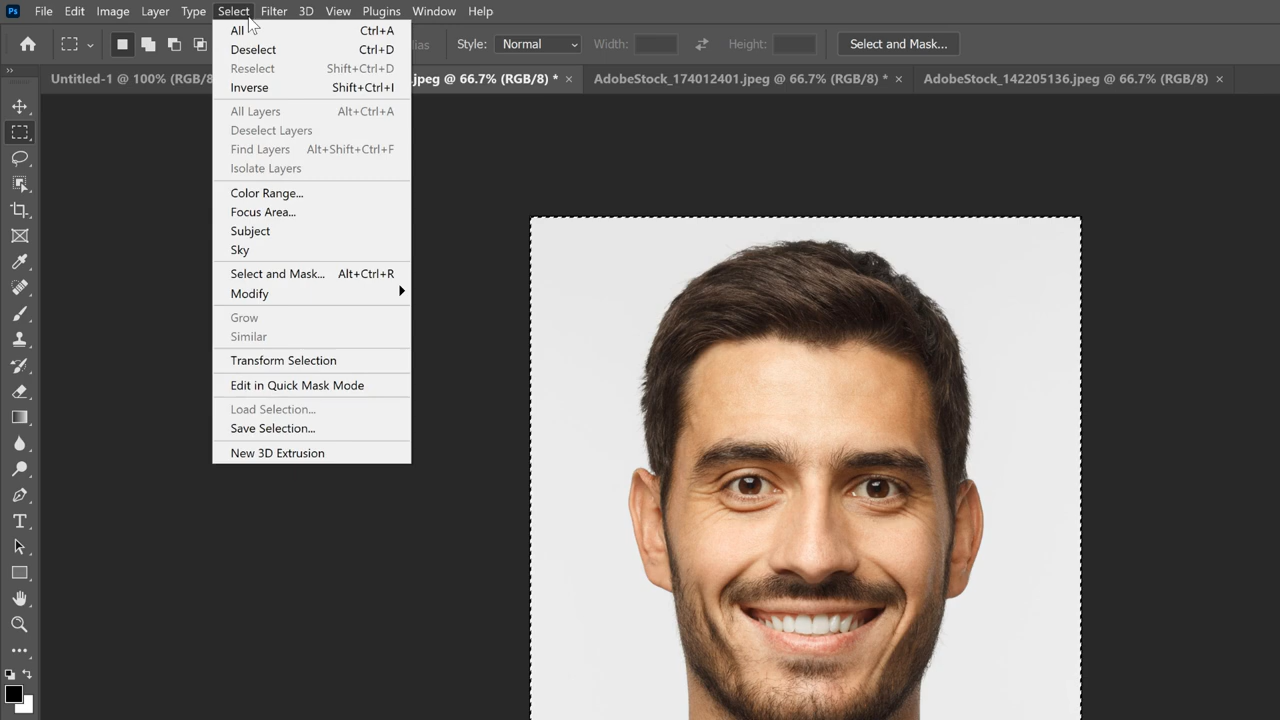 Ps File Edit Image Layer Type Select Filter 3D View Plugins Window Help
alias Style: Normal Width: Height: Select and Mask...
Untitled-1 @ 100% (RGB/8) .jpeg @ 66.7% (RGB/8) * × AdobeStock_174012401.jpeg @ 66.7% (RGB/8) * × AdobeStock_142205136.jpeg @ 66.7% (RGB/8) ×
All Ctrl+A
Deselect Ctrl+D
Reselect Shift+Ctrl+D
Inverse Shift+Ctrl+I
All Layers Alt+Ctrl+A
Deselect Layers
Find Layers Alt+Shift+Ctrl+F
Isolate Layers
Color Range...
Focus Area...
Subject
Sky
Select and Mask... Alt+Ctrl+R
Modify
Grow
Similar
Transform Selection
Edit in Quick Mask Mode
Load Selection...
Save Selection...
New 3D Extrusion